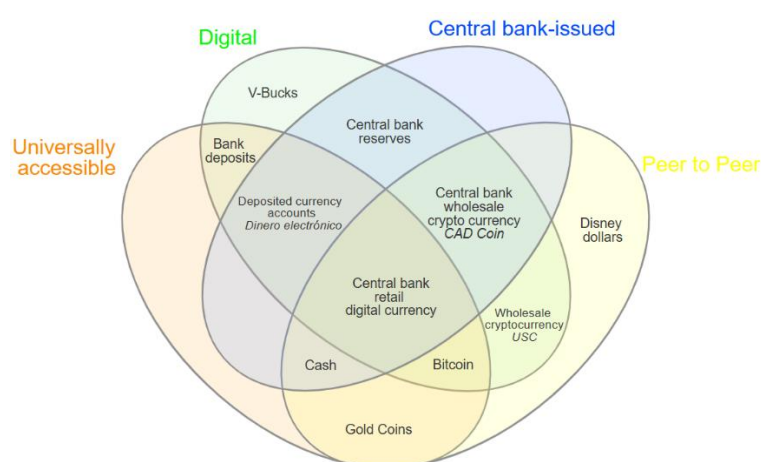 Digital
Central bank-issued
Universally
accessible
Peer to Peer
V-Bucks
Central bank
reserves
Bank
deposits
Deposited currency
accounts
Dinero electrónico
Central bank
wholesale
crypto currency
CAD Coin
Disney
dollars
Central bank
retail
digital currency
Wholesale
cryptocurrency
USC
Cash
Bitcoin
Gold Coins